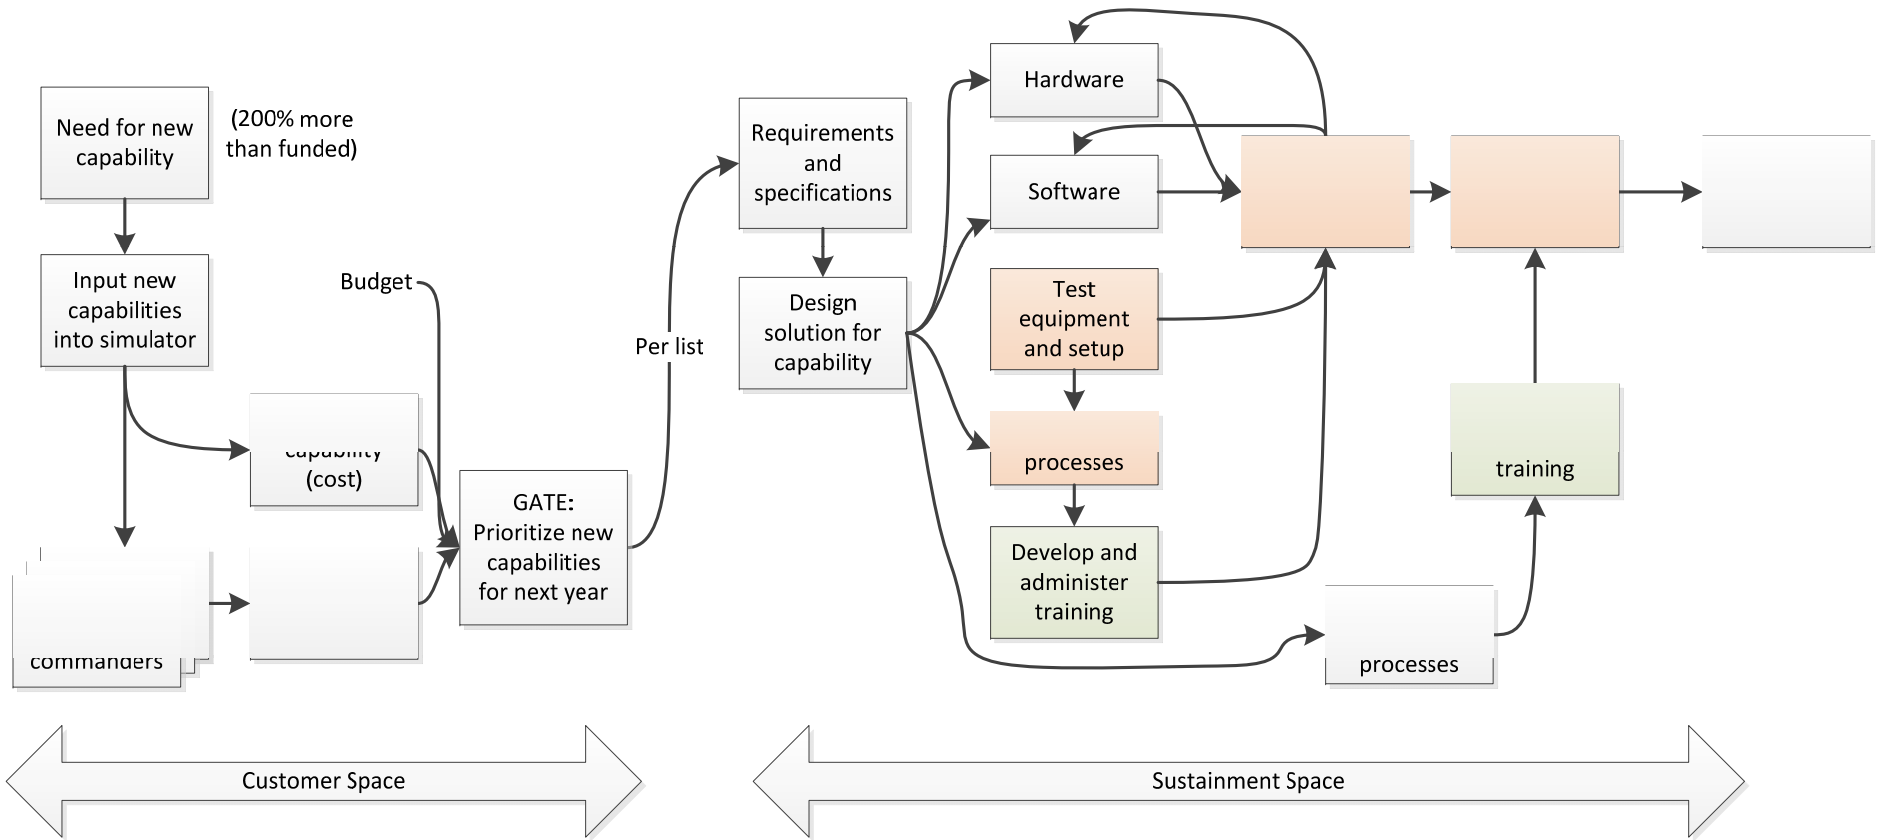 Need for new
capability
(200% more
than funded)
Input new
capabilities
into simulator
Budget
capability
(cost)
commanders
GATE:
Prioritize new
capabilities
for next year
Per list
Requirements
and
specifications
Design
solution for
capability
Hardware
Software
Test
equipment
and setup
processes
Develop and
administer
training
training
processes
Customer Space
Sustainment Space